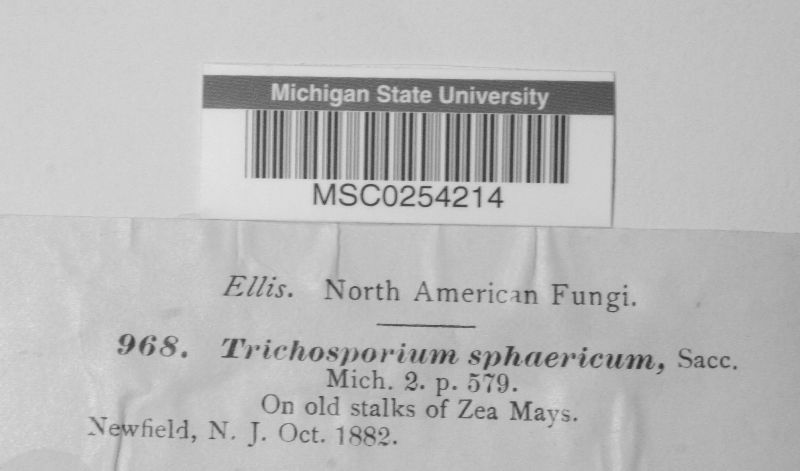 Michigan State University
MSC0254214
Ellis. North American Fungi.
968. Trichosporium sphaericum, Sacc.
Mich. 2. p. 579.
On old stalks of Zea Mays.
Newfield, N. J. Oct. 1882.